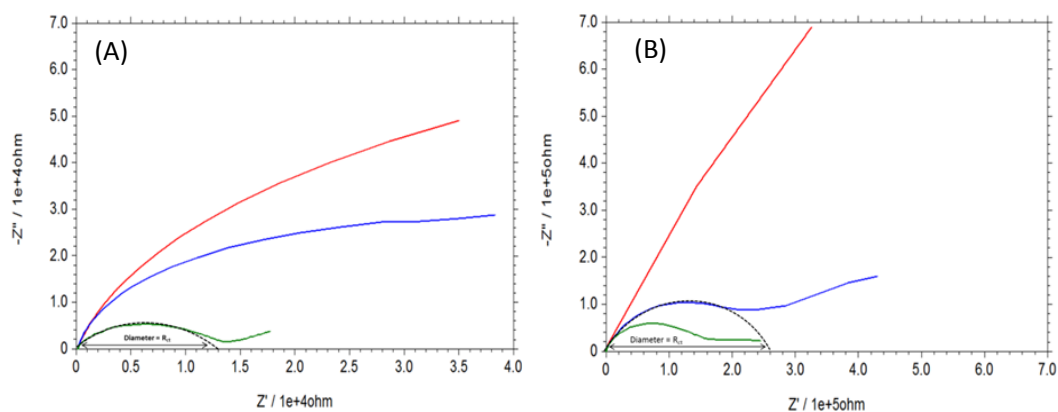 (A)
-Z'' / 1e+4ohm
7.0
6.0
5.0
4.0
3.0
2.0
1.0
0
Diameter = Rct
0 0.5 1.0 1.5 2.0 2.5 3.0 3.5 4.0
Z' / 1e+4ohm
(B)
-Z'' / 1e+5ohm
7.0
6.0
5.0
4.0
3.0
2.0
1.0
0
Diameter = Rct
0 1.0 2.0 3.0 4.0 5.0 6.0 7.0
Z' / 1e+5ohm